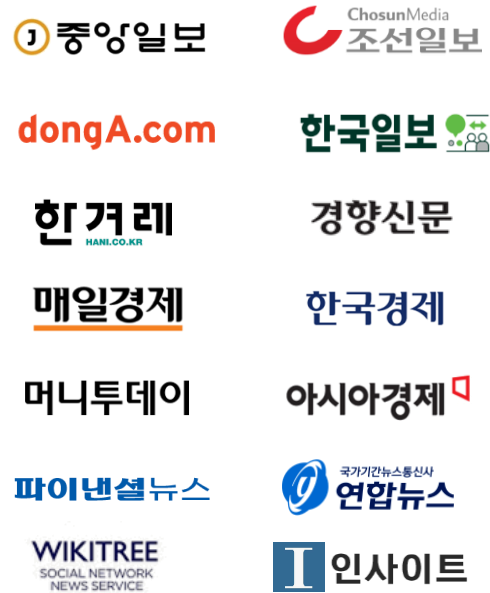 J 중앙일보
ChosunMedia
조선일보
dongA.com
한국일보
한겨레
HANI.CO.KR
경향신문
매일경제
한국경제
머니투데이
아시아경제
파이낸셜뉴스
국가기간뉴스통신사
연합뉴스
WIKITREE
SOCIAL NETWORK
NEWS SERVICE
I 인사이트